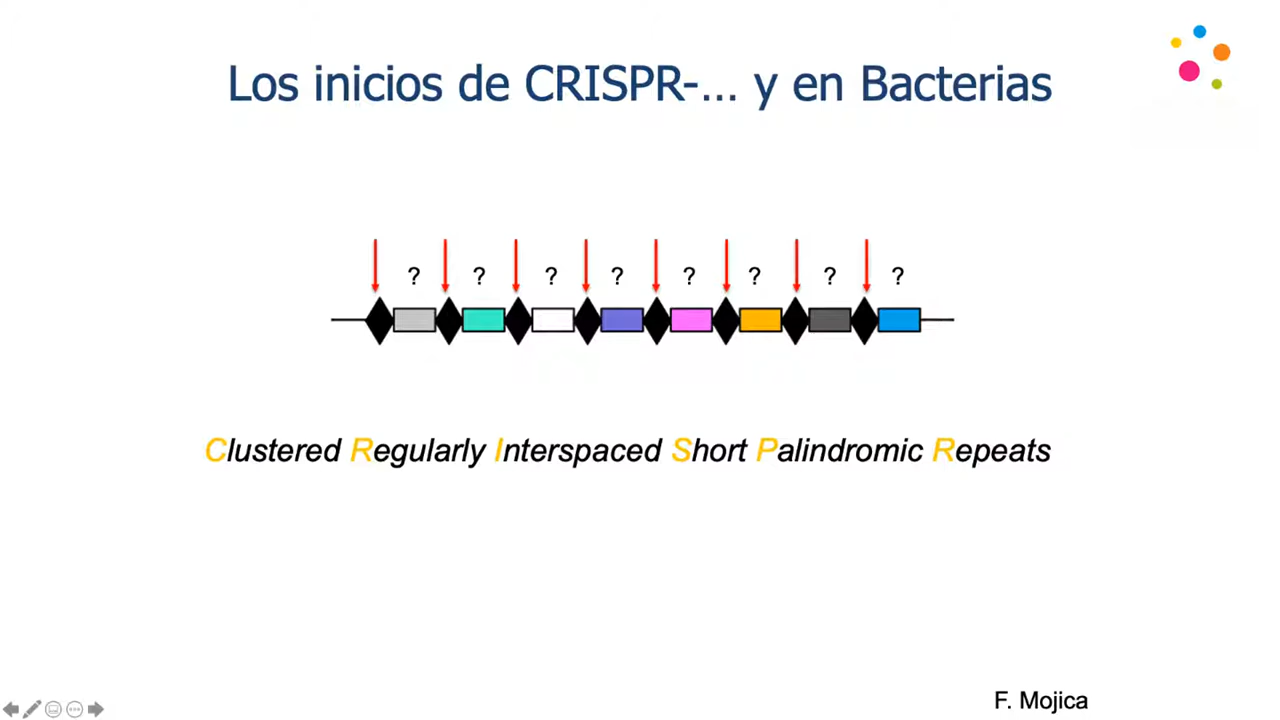 Los inicios de CRISPR-... y en Bacterias
? ? ? ? ? ? ? ?
Clustered Regularly Interspaced Short Palindromic Repeats
F. Mojica